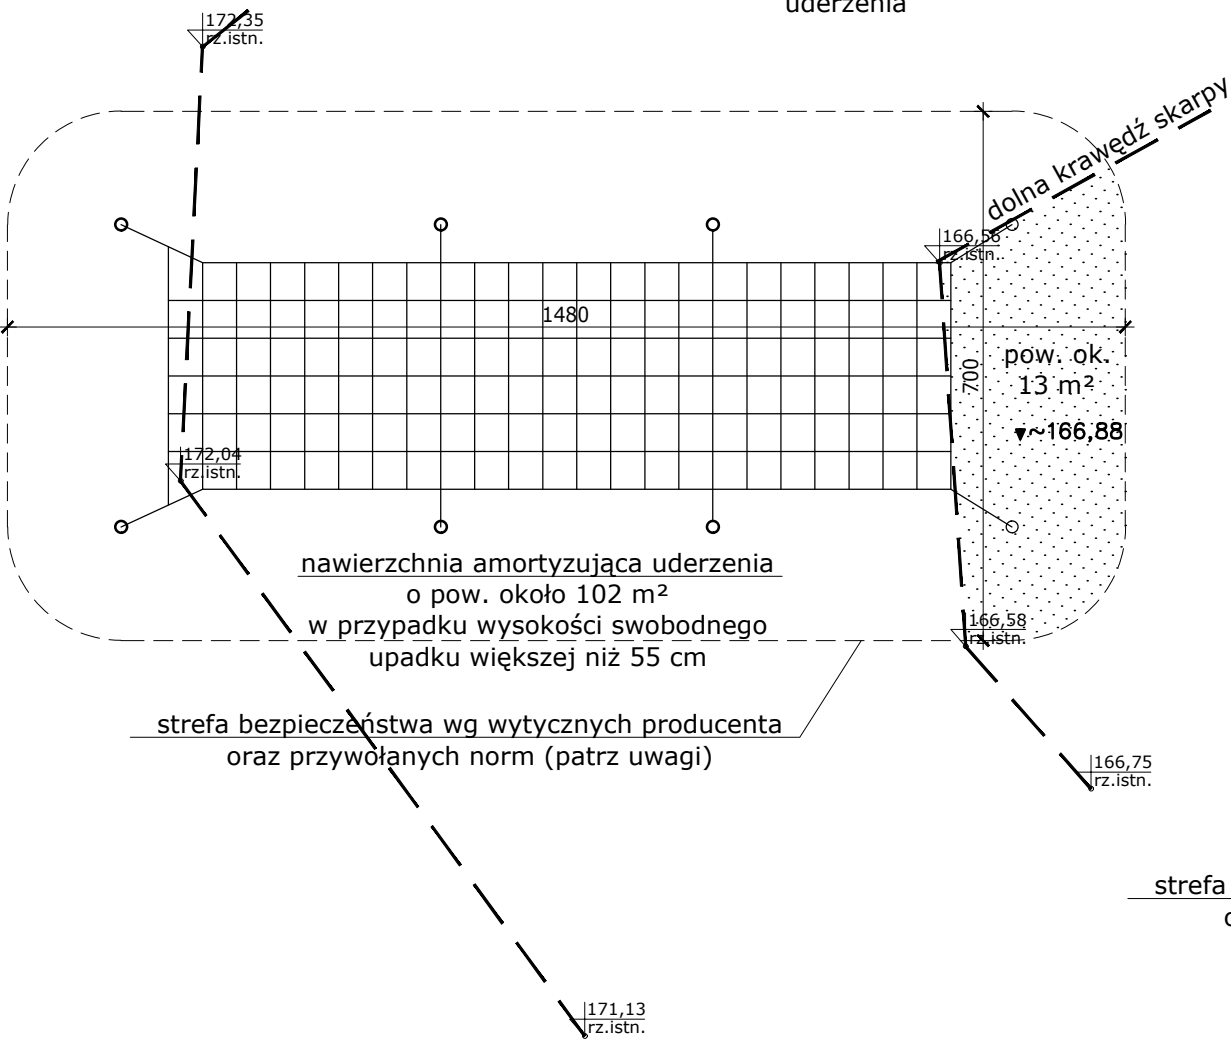 uderzenia
172,35
rz.istn.
dolna krawędź skarpy
166,56
rz.istn.
1480
700
pow. ok.
13 m²
~166,88
172,04
rz.istn.
nawierzchnia amortyzująca uderzenia
o pow. około 102 m²
w przypadku wysokości swobodnego
upadku większej niż 55 cm
166,58
rz.istn.
strefa bezpieczeństwa wg wytycznych producenta
oraz przywołanych norm (patrz uwagi)
166,75
rz.istn.
strefa
171,13
rz.istn.